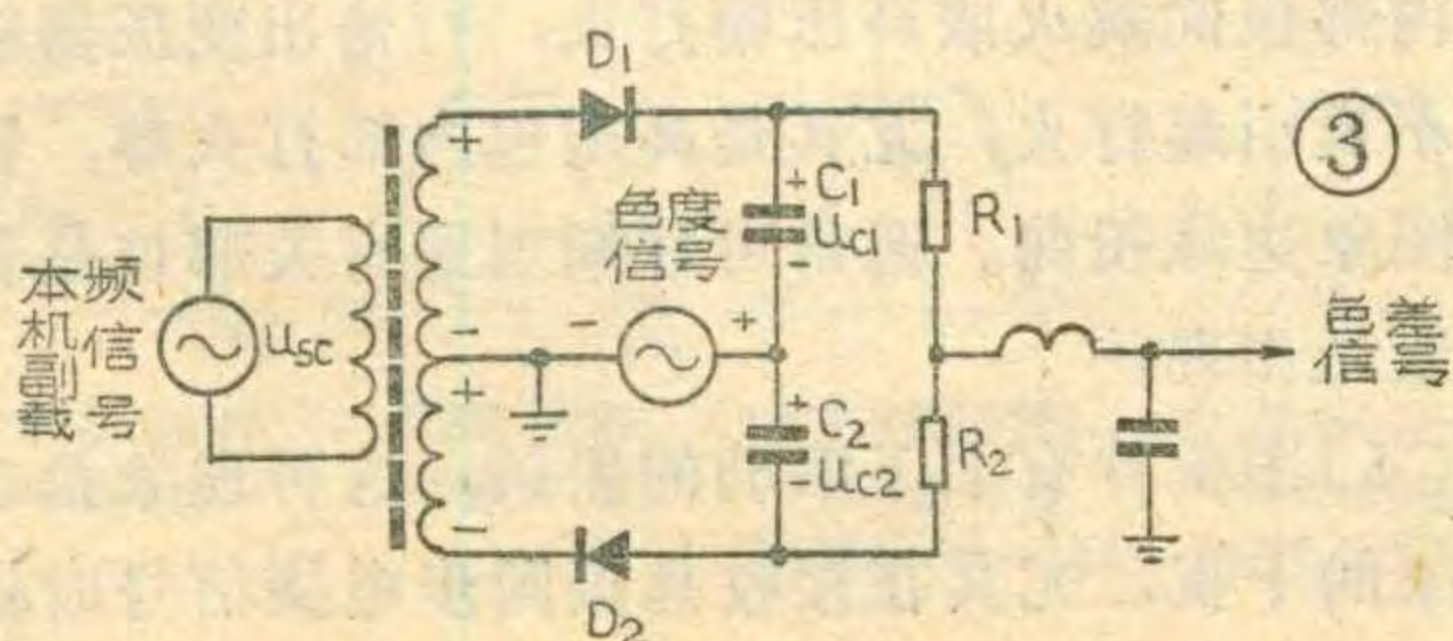 D1
③
+
色度
信号
+ C1
Uc1
-
R1
本机副载
频信号
Usc
-
-
+
+
+ C2
Uc2
-
R2
色差
信号
-
D2